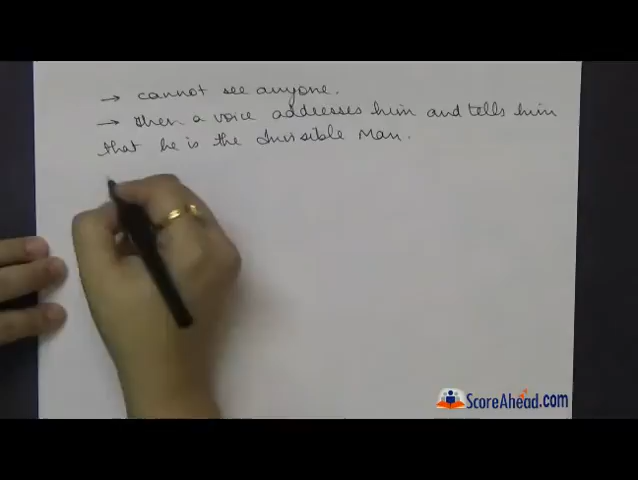 → cannot see anyone.
→ then a voice addresses him and tells him
that he is the Invisible Man.
ScoreAhead.com